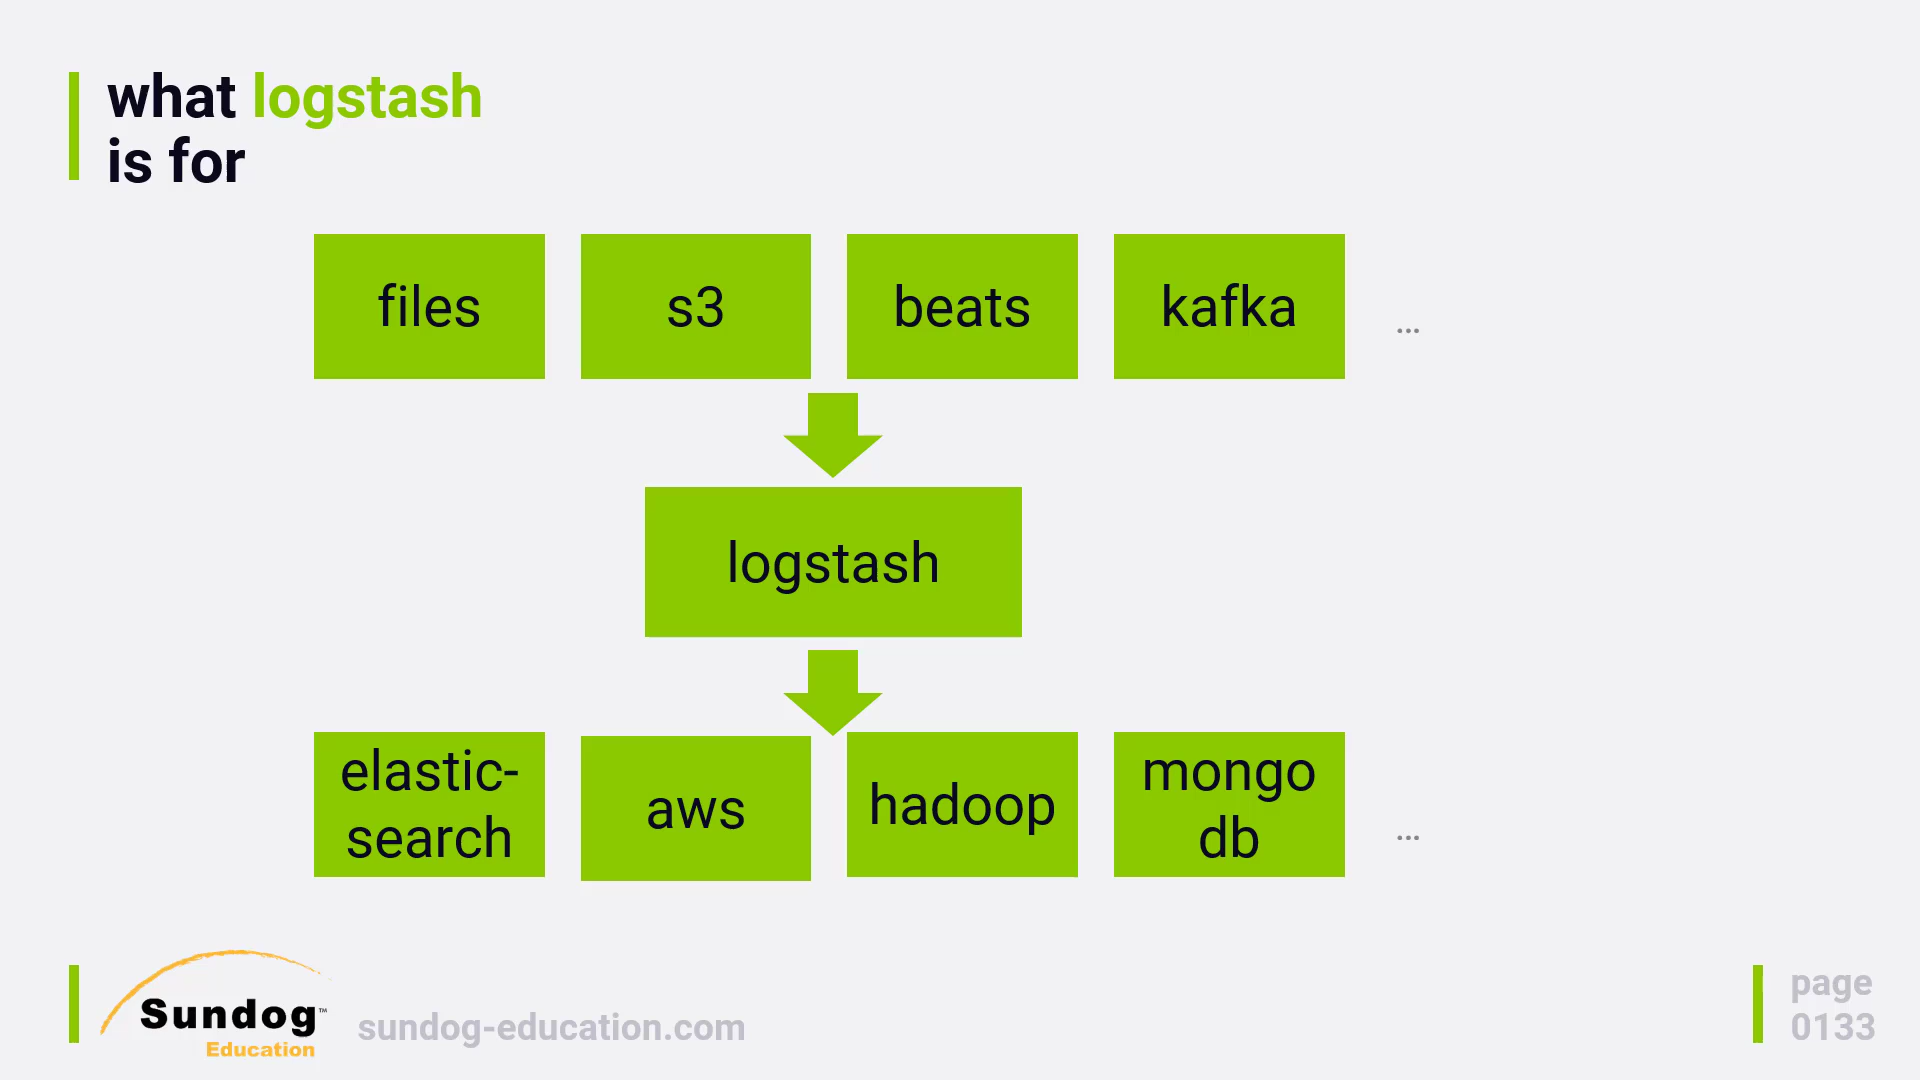 what logstash
is for
files
s3
beats
kafka
...
logstash
elastic-
search
aws
hadoop
mongo
db
...
Sundog™
Education
sundog-education.com
page
0133